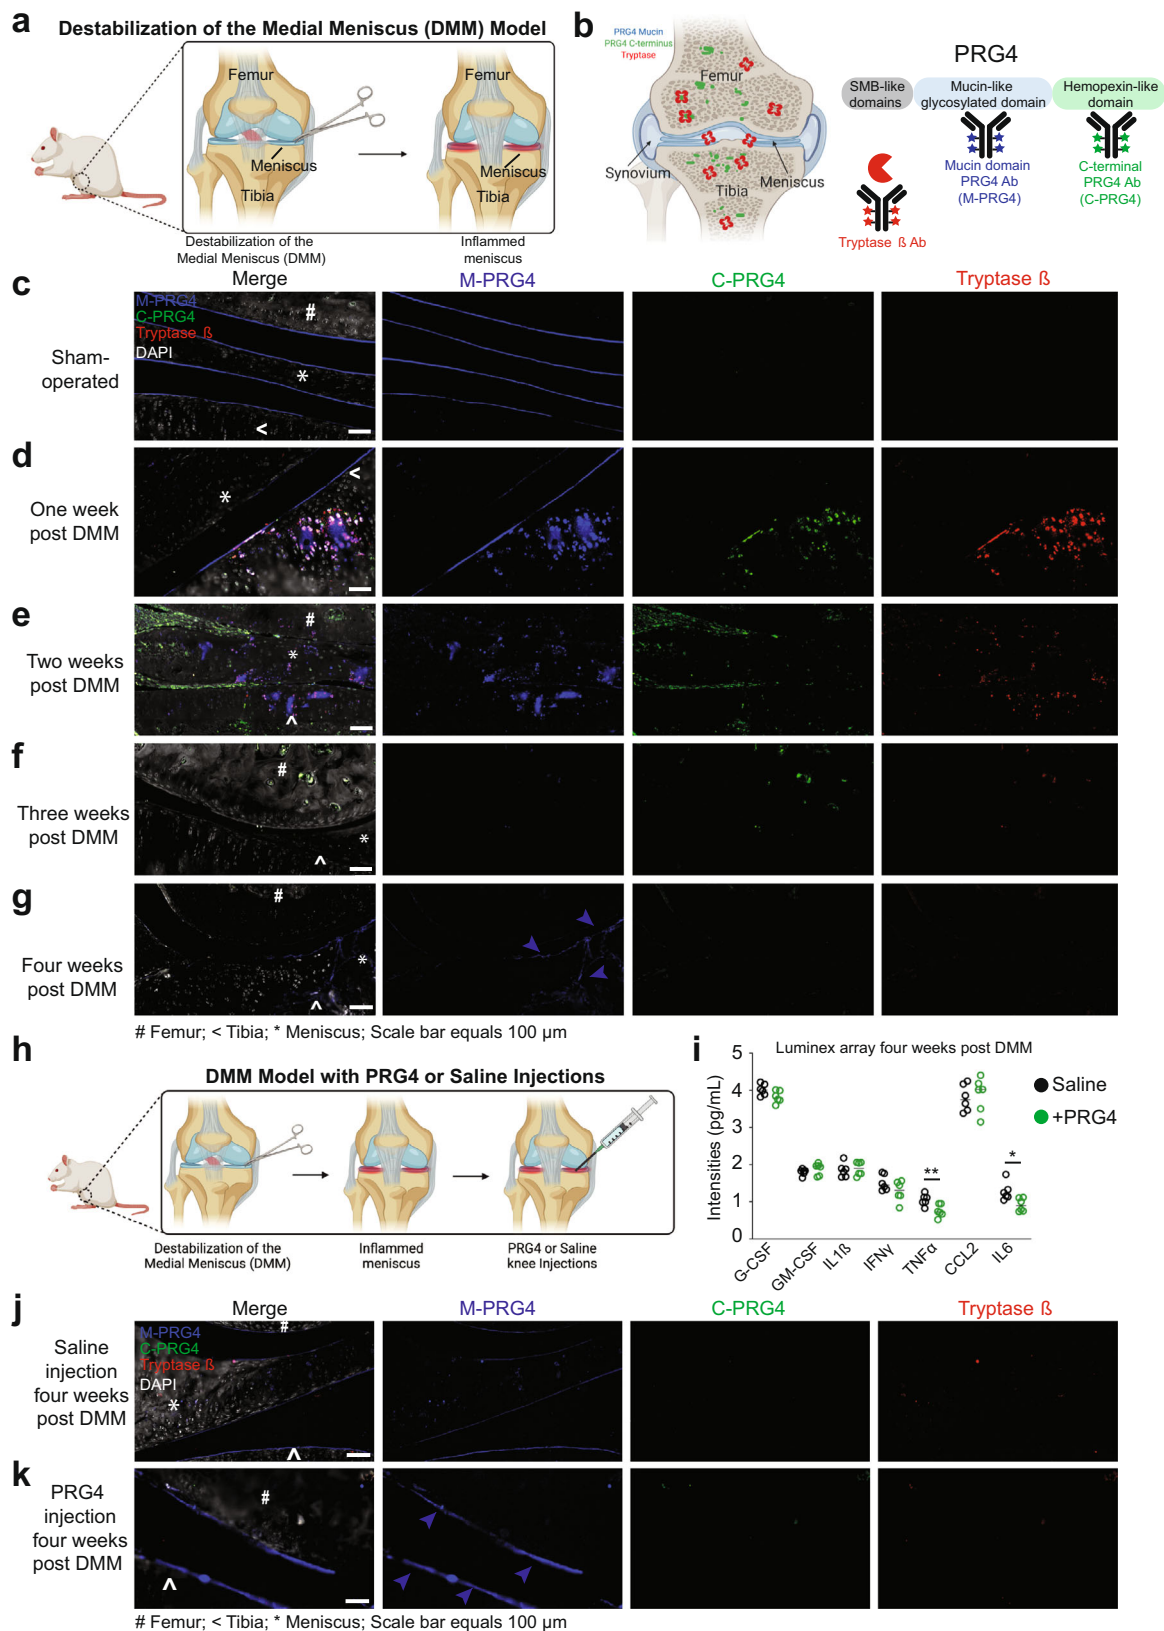 a
Destabilization of the Medial Meniscus (DMM) Model
Femur
Femur
Meniscus
Meniscus
Tibia
Tibia
Destabilization of the
Medial Meniscus (DMM)
Inflammed
meniscus
b
PRG4 Mucin
PRG4 C-terminus
Tryptase
Femur
Synovium
Tibia
Meniscus
PRG4
SMB-like
domains
Mucin-like
glycosylated domain
Hemopexin-like
domain
Mucin domain
PRG4 Ab
(M-PRG4)
C-terminal
PRG4 Ab
(C-PRG4)
Tryptase ß Ab
c
Merge
M-PRG4
C-PRG4
Tryptase ß
Sham-
operated
M-PRG4
C-PRG4
Tryptase ß
DAPI
#
*
<
d
One week
post DMM
*
<
e
Two weeks
post DMM
#
*
^
f
Three weeks
post DMM
#
*
^
g
Four weeks
post DMM
#
*
^
# Femur; < Tibia; * Meniscus; Scale bar equals 100 µm
h
DMM Model with PRG4 or Saline Injections
Destabilization of the
Medial Meniscus (DMM)
Inflammed
meniscus
PRG4 or Saline
knee Injections
i
Luminex array four weeks post DMM
Intensities (pg/mL)
5
4
3
2
1
0
Saline
+PRG4
**
*
G-CSF
GM-CSF
IL1ß
IFNγ
TNFα
CCL2
IL6
j
Merge
M-PRG4
C-PRG4
Tryptase ß
Saline
injection
four weeks
post DMM
M-PRG4
C-PRG4
Tryptase ß
DAPI
#
*
^
k
PRG4
injection
four weeks
post DMM
#
^
# Femur; < Tibia; * Meniscus; Scale bar equals 100 µm